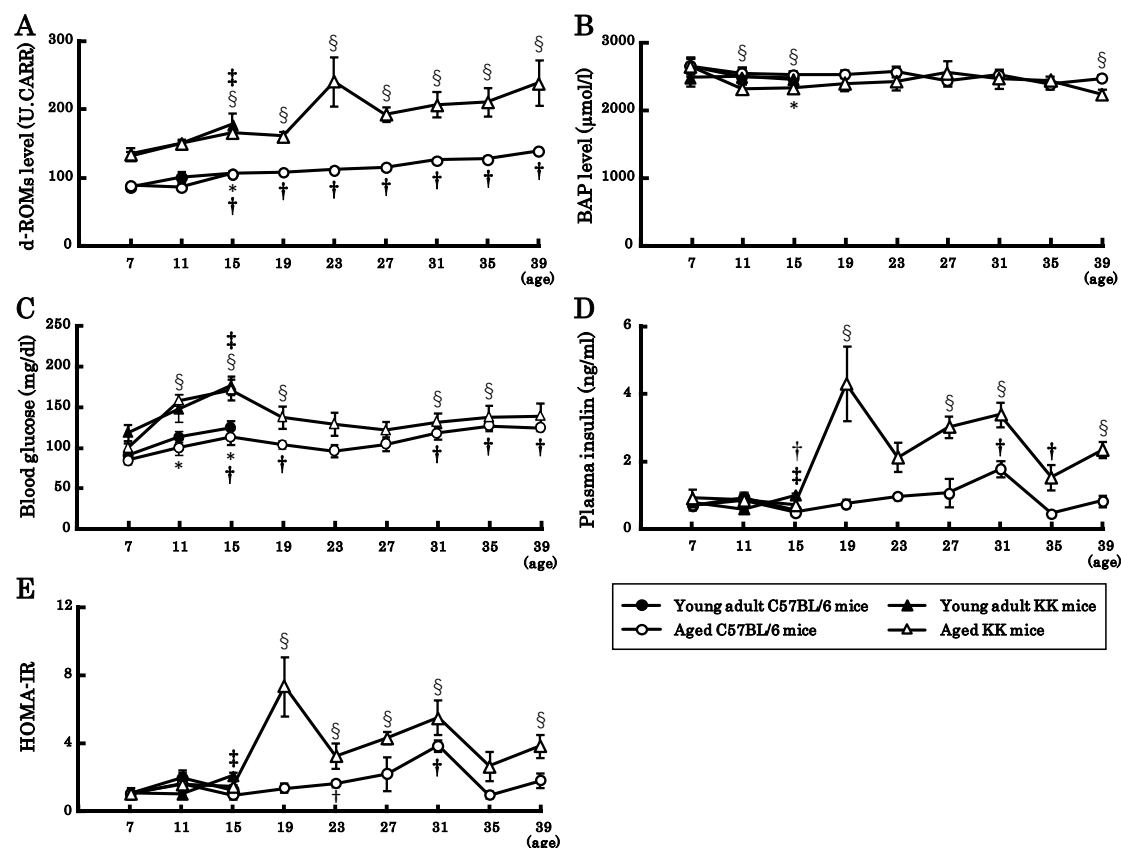 A
d-ROMs level (U.CARR)
300
200
100
0
§
‡
§
§
§
§
§
§
*
†
†
†
†
†
†
†
7 11 15 19 23 27 31 35 39
(age)
B
BAP level (μmol/l)
3000
2000
1000
0
§ § §
*
7 11 15 19 23 27 31 35 39
(age)
C
Blood glucose (mg/dl)
250
200
150
100
50
0
‡
§ § § § §
* *
† † † † †
7 11 15 19 23 27 31 35 39
(age)
D
Plasma insulin (ng/ml)
6
4
2
0
§
§ § §
† † †
‡
7 11 15 19 23 27 31 35 39
(age)
E
HOMA-IR
12
8
4
0
§
§ § § §
‡
† †
7 11 15 19 23 27 31 35 39
(age)
Young adult C57BL/6 mice Young adult KK mice
Aged C57BL/6 mice Aged KK mice